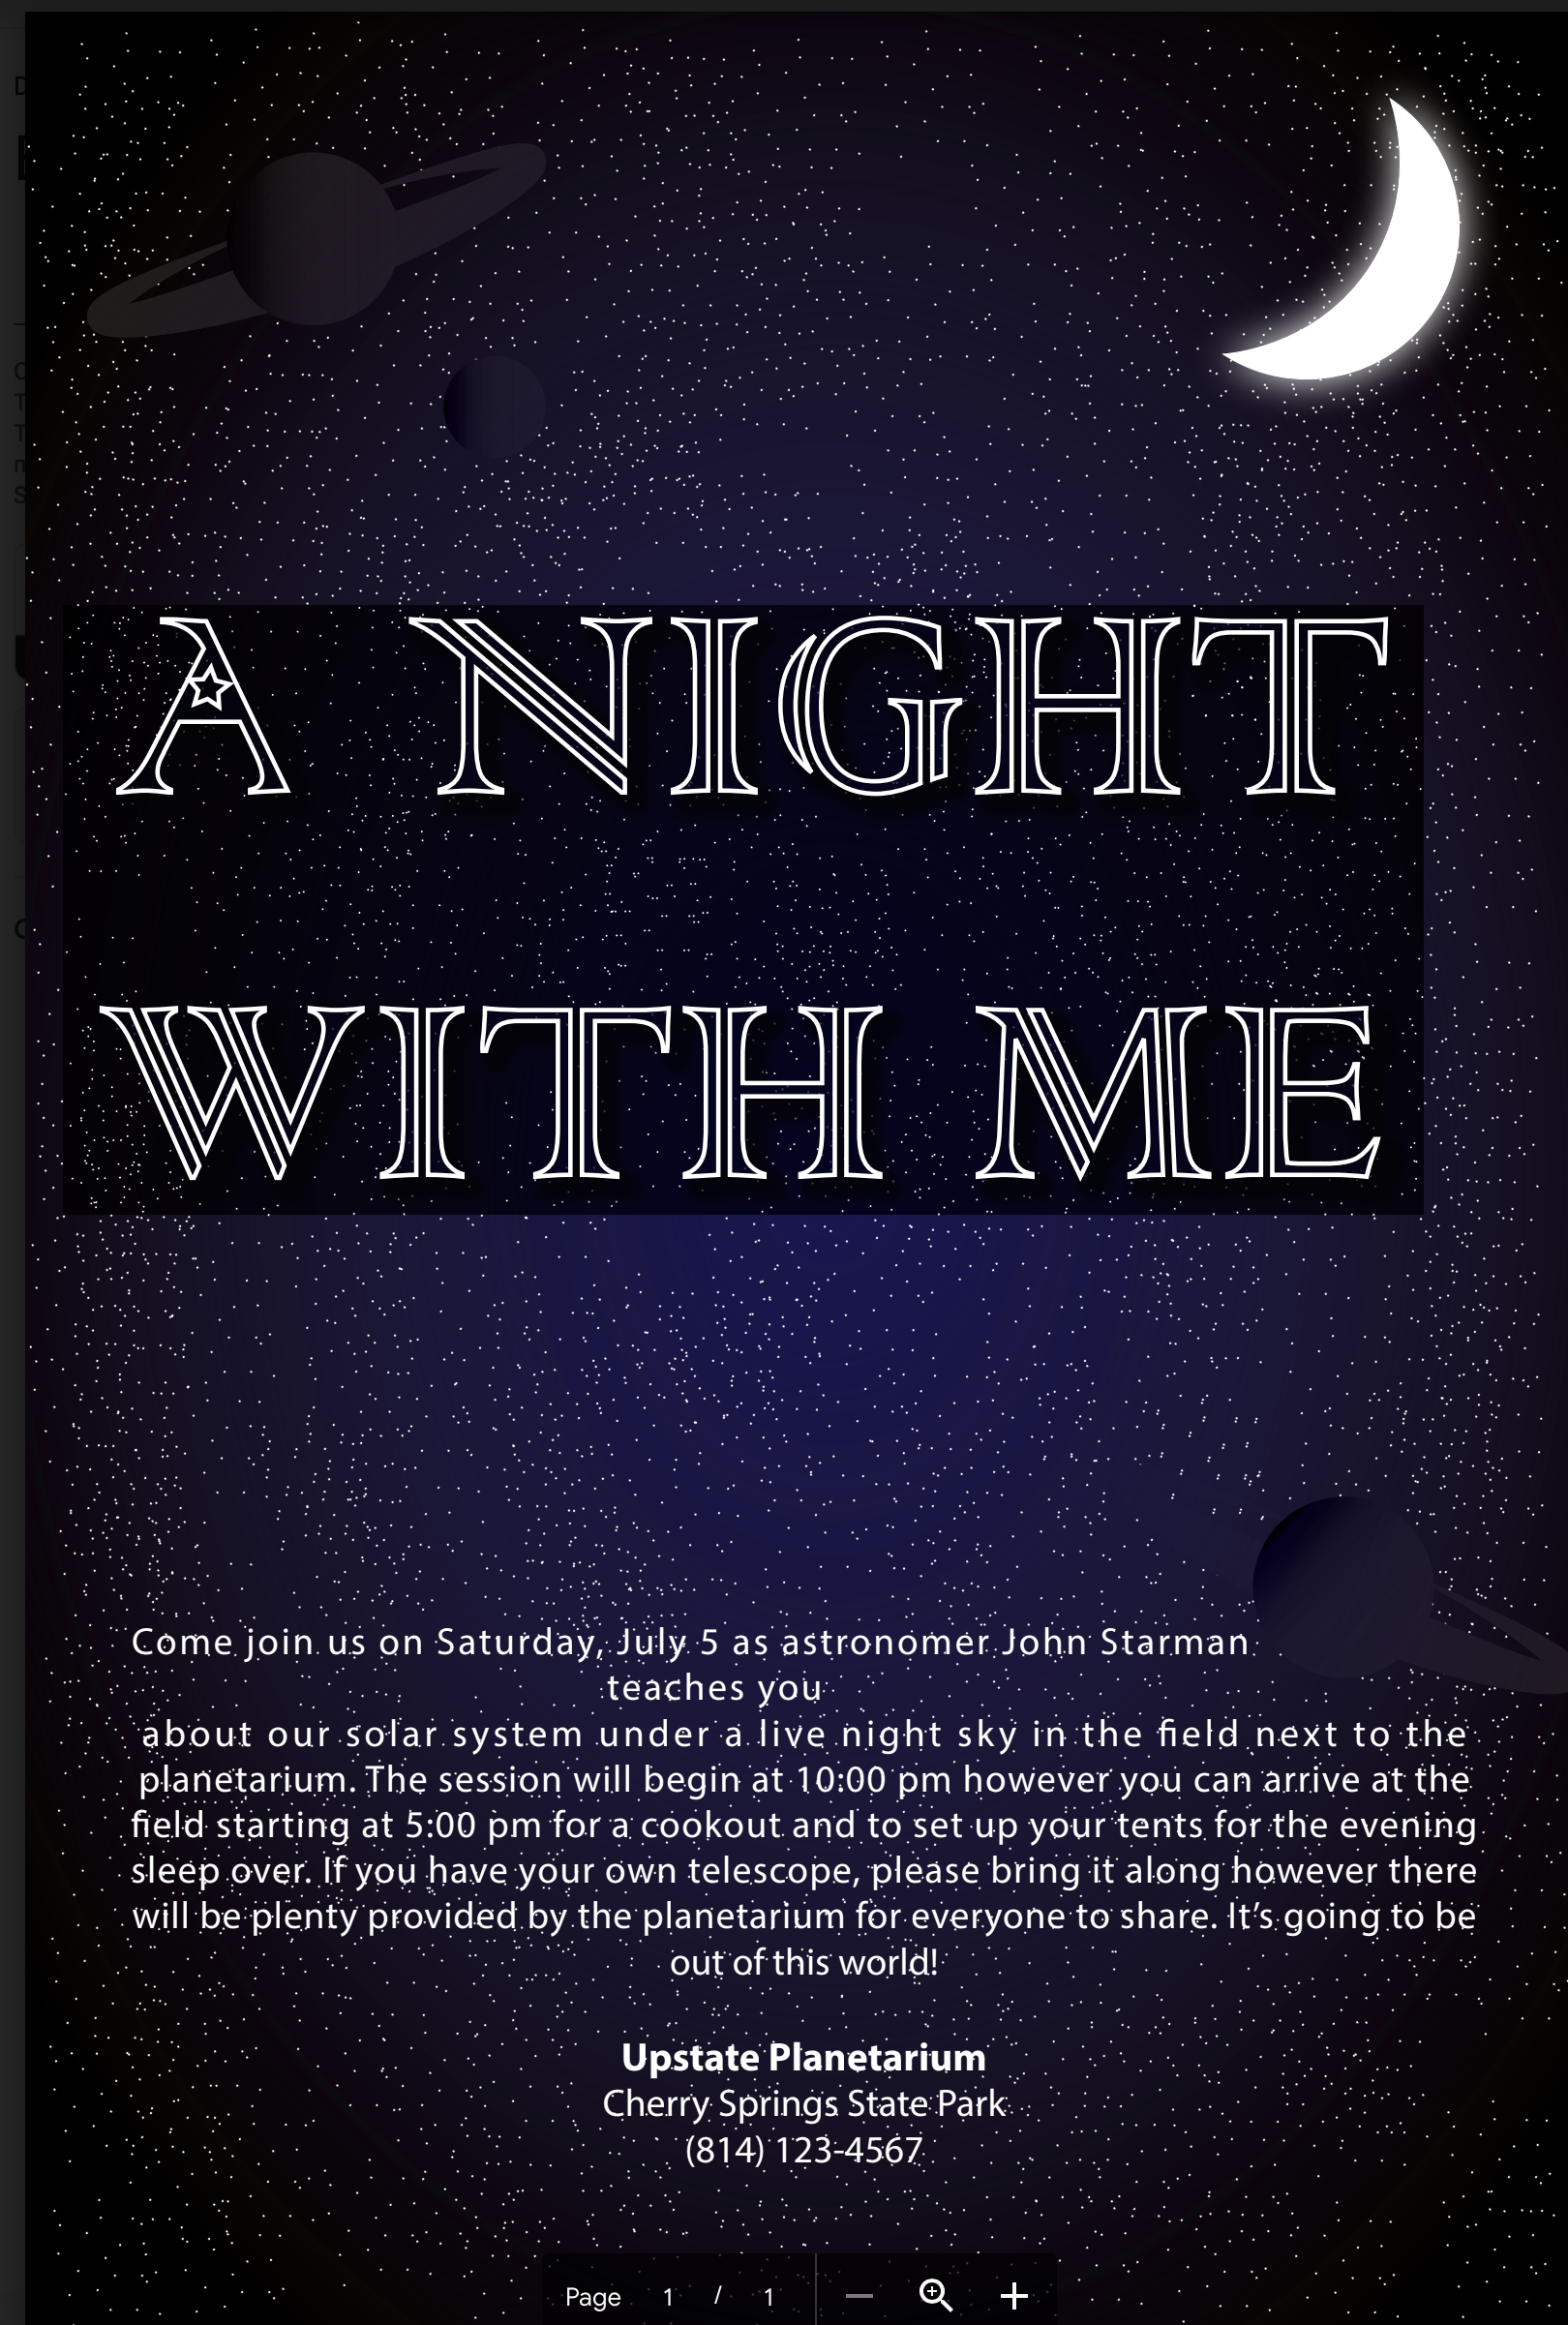 A NIGHT
WITH ME
Come join us on Saturday, July 5 as astronomer John Starman
teaches you
about our solar system under a live night sky in the field next to the
planetarium. The session will begin at 10:00 pm however you can arrive at the
field starting at 5:00 pm for a cookout and to set up your tents for the evening
sleep over. If you have your own telescope, please bring it along however there
will be plenty provided by the planetarium for everyone to share. It’s going to be
out of this world!
Upstate Planetarium
Cherry Springs State Park
(814) 123-4567
Page 1 / 1